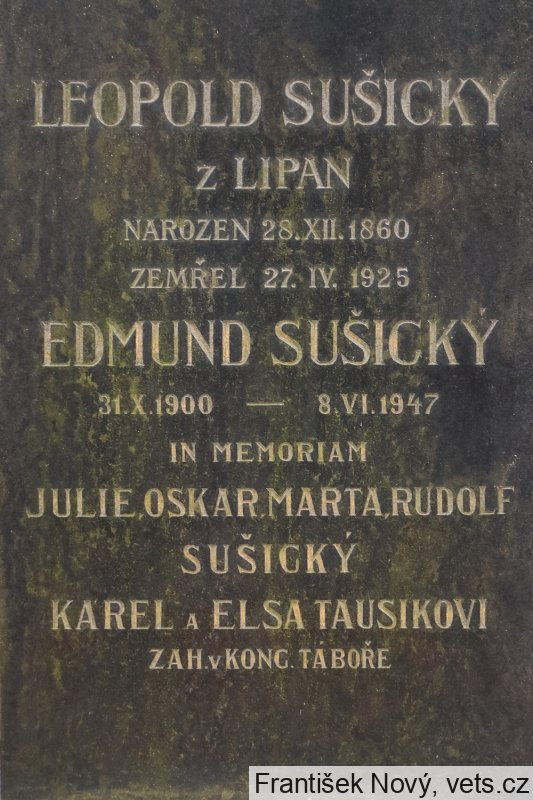 LEOPOLD SUŠICKÝ
Z LIPAN
NAROZEN 28.XII.1860
ZEMŘEL 27. IV. 1925
EDMUND SUŠICKÝ
31.X.1900 — 8.VI.1947
IN MEMORIAM
JULIE,OSKAR,MARTA,RUDOLF
SUŠICKÝ
KAREL A ELSA TAUSIKOVI
ZAH.V KONC. TÁBOŘE
František Nový, vets.cz